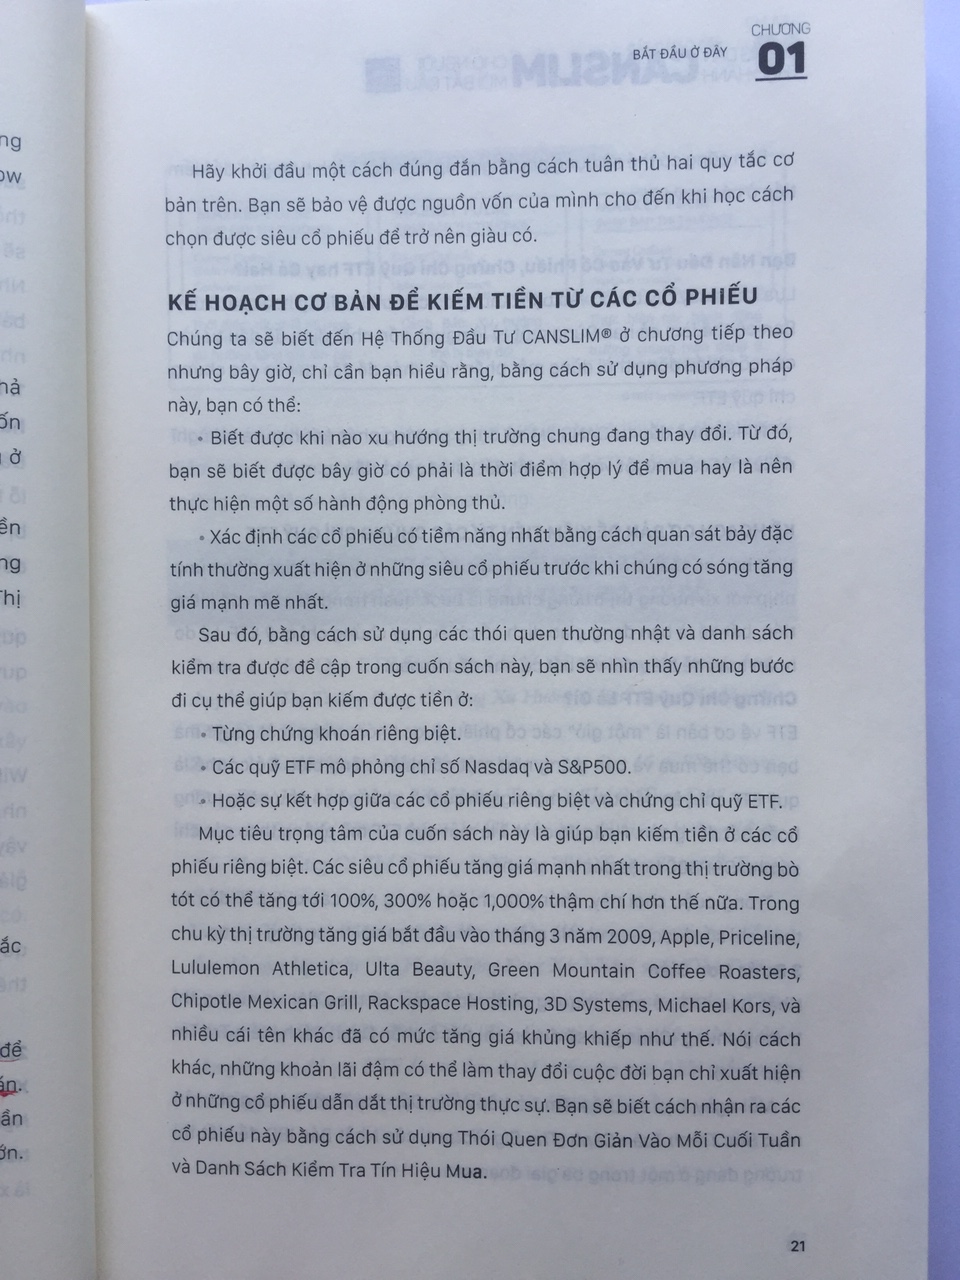 CHƯƠNG
BẮT ĐẦU Ở ĐÂY
01
Hãy khởi đầu một cách đúng đắn bằng cách tuân thủ hai quy tắc cơ
bản trên. Bạn sẽ bảo vệ được nguồn vốn của mình cho đến khi học cách
chọn được siêu cổ phiếu để trở nên giàu có.
KẾ HOẠCH CƠ BẢN ĐỂ KIẾM TIỀN TỪ CÁC CỔ PHIẾU
Chúng ta sẽ biết đến Hệ Thống Đầu Tư CANSLIM® ở chương tiếp theo
nhưng bây giờ, chỉ cần bạn hiểu rằng, bằng cách sử dụng phương pháp
này, bạn có thể:
• Biết được khi nào xu hướng thị trường chung đang thay đổi. Từ đó,
bạn sẽ biết được bây giờ có phải là thời điểm hợp lý để mua hay là nên
thực hiện một số hành động phòng thủ.
• Xác định các cổ phiếu có tiềm năng nhất bằng cách quan sát bảy đặc
tính thường xuất hiện ở những siêu cổ phiếu trước khi chúng có sóng tăng
giá mạnh mẽ nhất.
Sau đó, bằng cách sử dụng các thói quen thường nhật và danh sách
kiểm tra được đề cập trong cuốn sách này, bạn sẽ nhìn thấy những bước
đi cụ thể giúp bạn kiếm được tiền ở:
• Từng chứng khoán riêng biệt.
• Các quỹ ETF mô phỏng chỉ số Nasdaq và S&P500.
• Hoặc sự kết hợp giữa các cổ phiếu riêng biệt và chứng chỉ quỹ ETF.
Mục tiêu trọng tâm của cuốn sách này là giúp bạn kiếm tiền ở các cổ
phiếu riêng biệt. Các siêu cổ phiếu tăng giá mạnh nhất trong thị trường bò
tót có thể tăng tới 100%, 300% hoặc 1,000% thậm chí hơn thế nữa. Trong
chu kỳ thị trường tăng giá bắt đầu vào tháng 3 năm 2009, Apple, Priceline,
Lululemon Athletica, Ulta Beauty, Green Mountain Coffee Roasters,
Chipotle Mexican Grill, Rackspace Hosting, 3D Systems, Michael Kors, và
nhiều cái tên khác đã có mức tăng giá khủng khiếp như thế. Nói cách
khác, những khoản lãi đậm có thể làm thay đổi cuộc đời bạn chỉ xuất hiện
ở những cổ phiếu dẫn dắt thị trường thực sự. Bạn sẽ biết cách nhận ra các
cổ phiếu này bằng cách sử dụng Thói Quen Đơn Giản Vào Mỗi Cuối Tuần
và Danh Sách Kiểm Tra Tín Hiệu Mua.
21